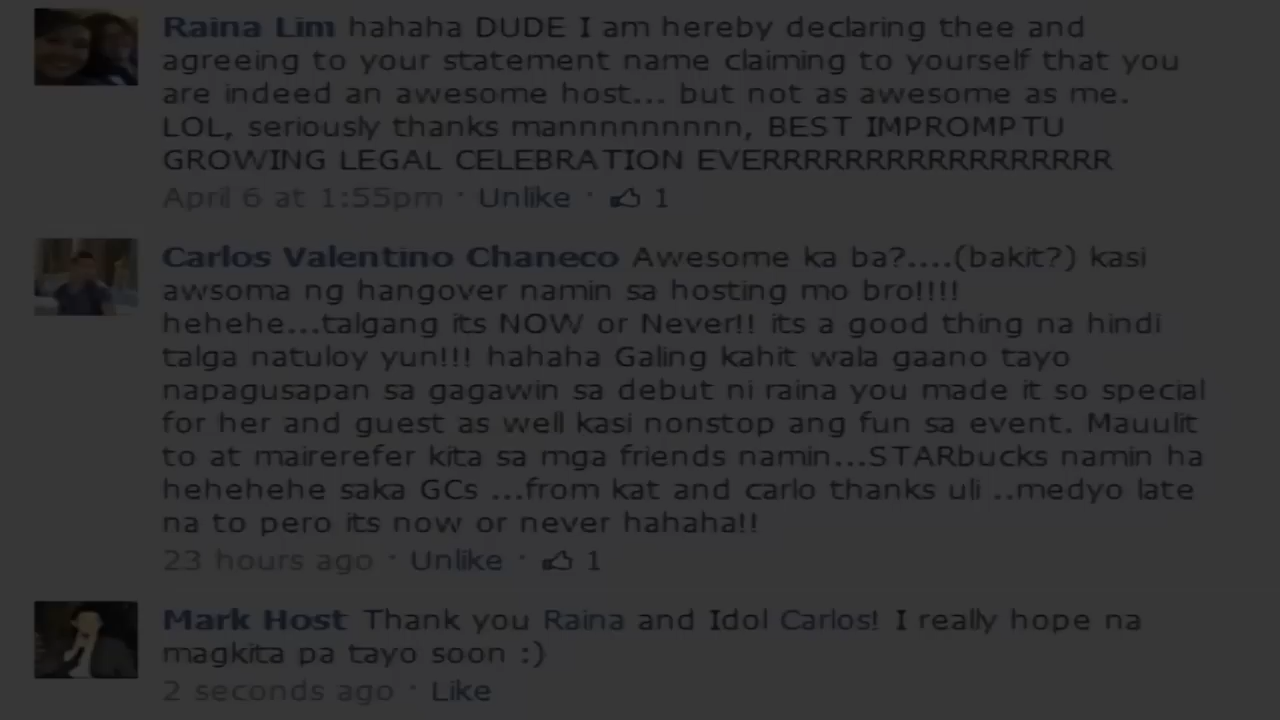 Raina Lim hahaha DUDE I am hereby declaring thee and
agreeing to your statement name claiming to yourself that you
are indeed an awesome host... but not as awesome as me.
LOL, seriously thanks mannnnnnnnnn, BEST IMPROMPTU
GROWING LEGAL CELEBRATION EVERRRRRRRRRRRRRRRRRR
April 6 at 1:55pm · Unlike · 1
Carlos Valentino Chaneco Awesome ka ba?....(bakit?) kasi
awsoma ng hangover namin sa hosting mo bro!!!!
hehehe...talgang its NOW or Never!! its a good thing na hindi
talga natuloy yun!!! hahaha Galing kahit wala gaano tayo
napagusapan sa gagawin sa debut ni raina you made it so special
for her and guest as well kasi nonstop ang fun sa event. Mauulit
to at mairerefer kita sa mga friends namin...STARbucks namin ha
hehehehe saka GCs ...from kat and carlo thanks uli ..medyo late
na to pero its now or never hahaha!!
23 hours ago · Unlike · 1
Mark Host Thank you Raina and Idol Carlos! I really hope na
magkita pa tayo soon :)
2 seconds ago · Like